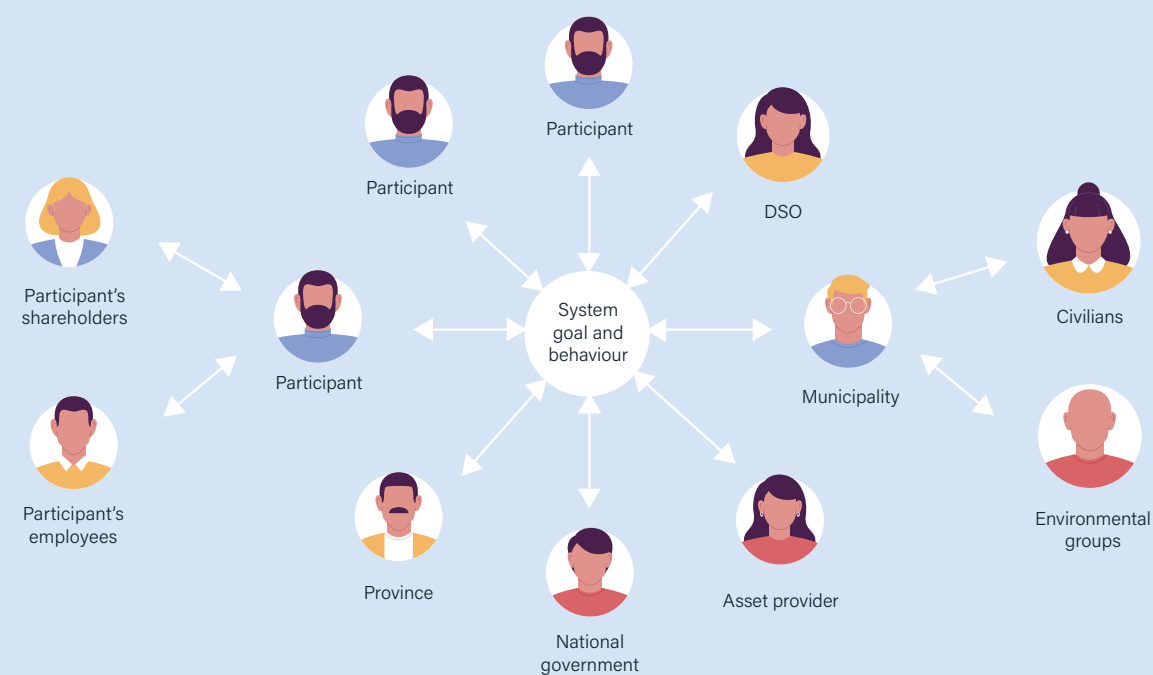 Participant
Participant
DSO
Participant's
shareholders
Participant
System
goal and
behaviour
Municipality
Civilians
Participant's
employees
Province
National
government
Asset provider
Environmental
groups